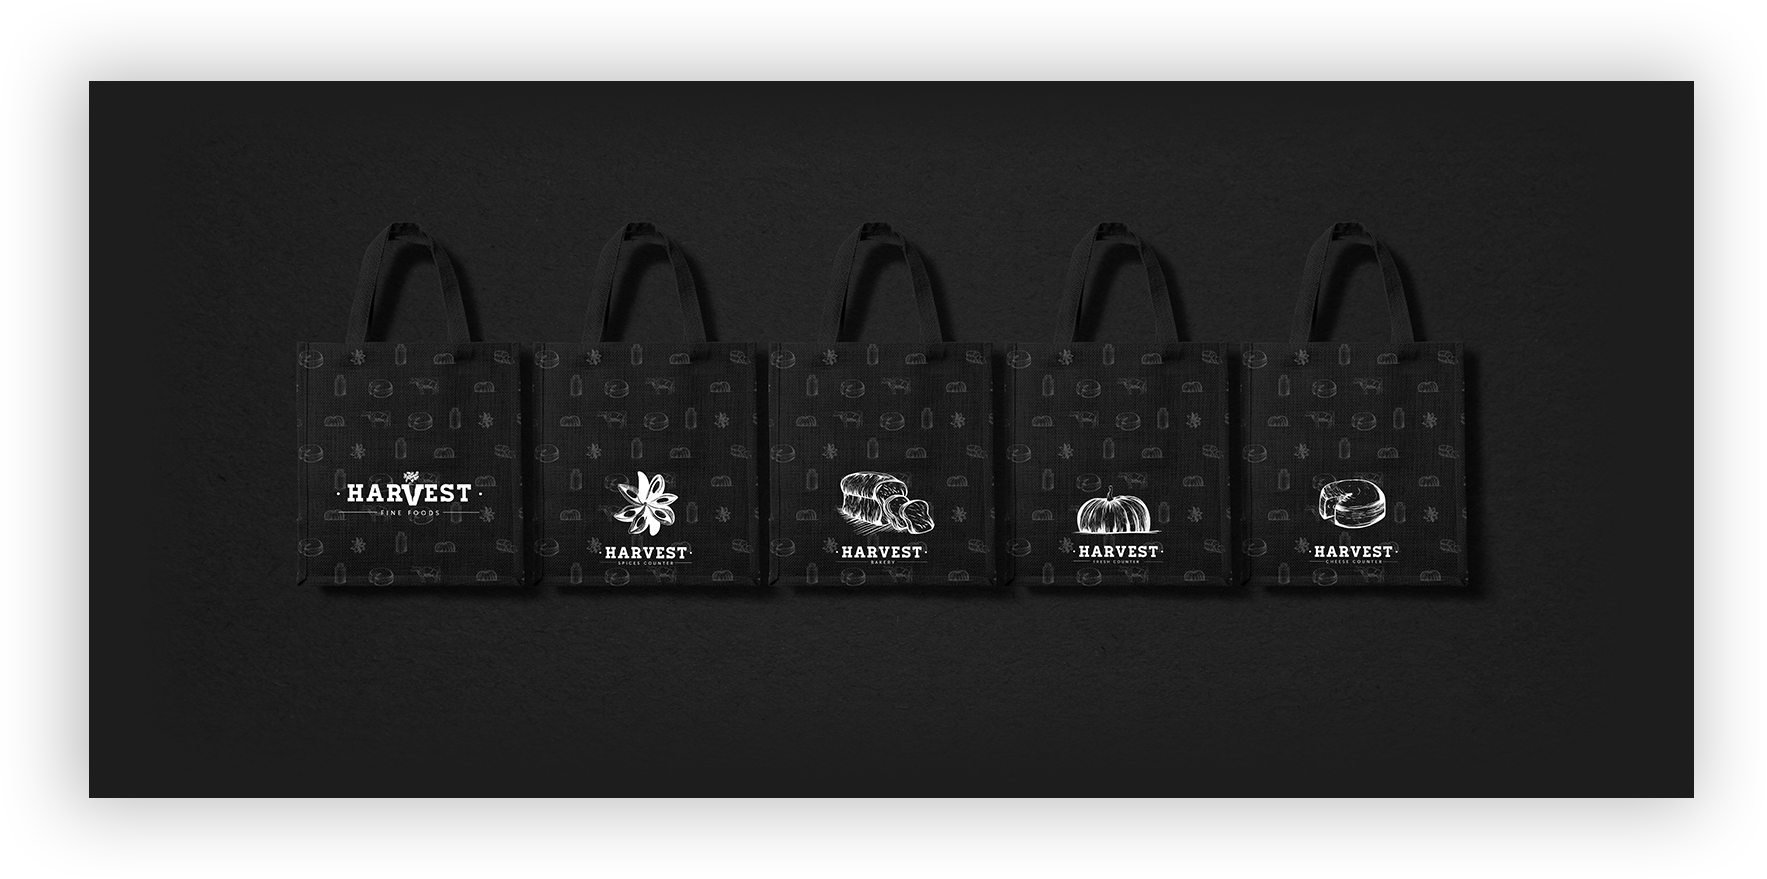 · HARVEST ·
FINE FOODS
· HARVEST ·
SPICES COUNTER
· HARVEST ·
BAKERY
· HARVEST ·
FRESH COUNTER
· HARVEST ·
CHEESE COUNTER